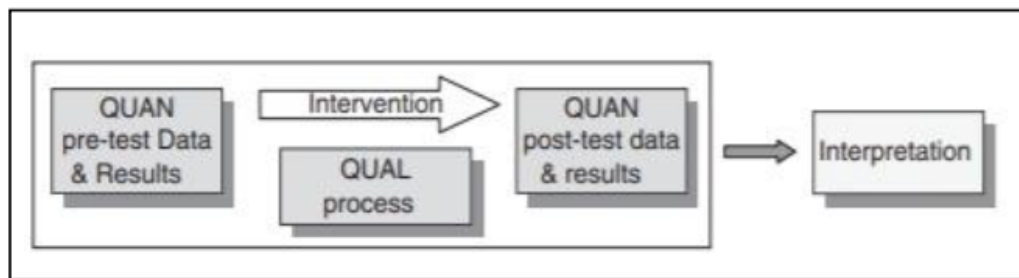 QUAN
pre-test Data
& Results
Intervention
QUAL
process
QUAN
post-test data
& results
Interpretation